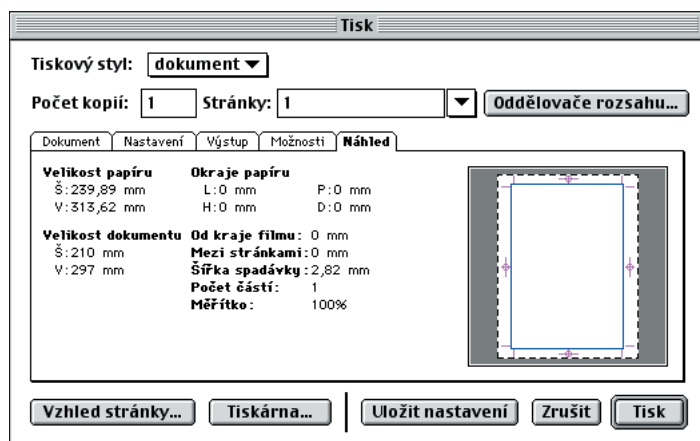 Tisk
Tiskový styl: dokument
Počet kopií: 1 Stránky: 1 Oddělovače rozsahu...
Dokument Nastavení Výstup Možnosti Náhled
Velikost papíru Okraje papíru
Š:239,89 mm L:0 mm P:0 mm
V:313,62 mm H:0 mm D:0 mm
Velikost dokumentu Od kraje filmu: 0 mm
Š:210 mm Mezi stránkami:0 mm
V:297 mm Šířka spadávky:2,82 mm
Počet částí: 1
Měřítko: 100%
Vzhled stránky... Tiskárna... Uložit nastavení Zrušit Tisk